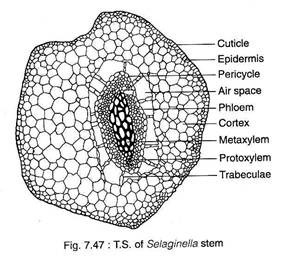 Cuticle
Epidermis
Pericycle
Air space
Phloem
Cortex
Metaxylem
Protoxylem
Trabeculae
Fig. 7.47 : T.S. of Selaginella stem